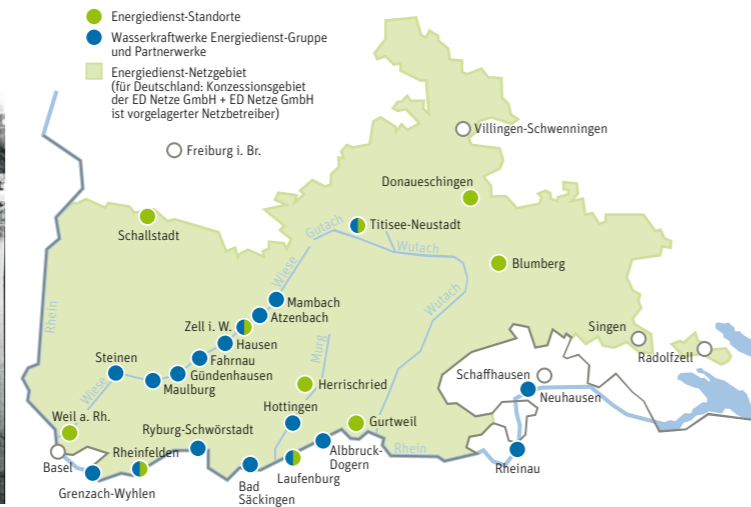 Energiedienst-Standorte
Wasserkraftwerke Energiedienst-Gruppe
und Partnerwerke
Energiedienst-Netzgebiet
(für Deutschland: Konzessionsgebiet
der ED Netze GmbH + ED Netze GmbH
ist vorgelagerter Netzbetreiber)
Freiburg i. Br.
Villingen-Schwenningen
Donaueschingen
Schallstadt
Titisee-Neustadt
Gutach
Wutach
Blumberg
Wiese
Wutach
Mambach
Atzenbach
Rhein
Zell i. W.
Singen
Hausen
Murg
Radolfzell
Steinen
Fahrnau
Gündenhausen
Schaffhausen
Maulburg
Herrischried
Neuhausen
Wiese
Hottingen
Weil a. Rh.
Gurtweil
Ryburg-Schwörstadt
Rheinfelden
Albbruck-
Dogern
Rhein
Basel
Rheinau
Laufenburg
Grenzach-Wyhlen
Bad
Säckingen